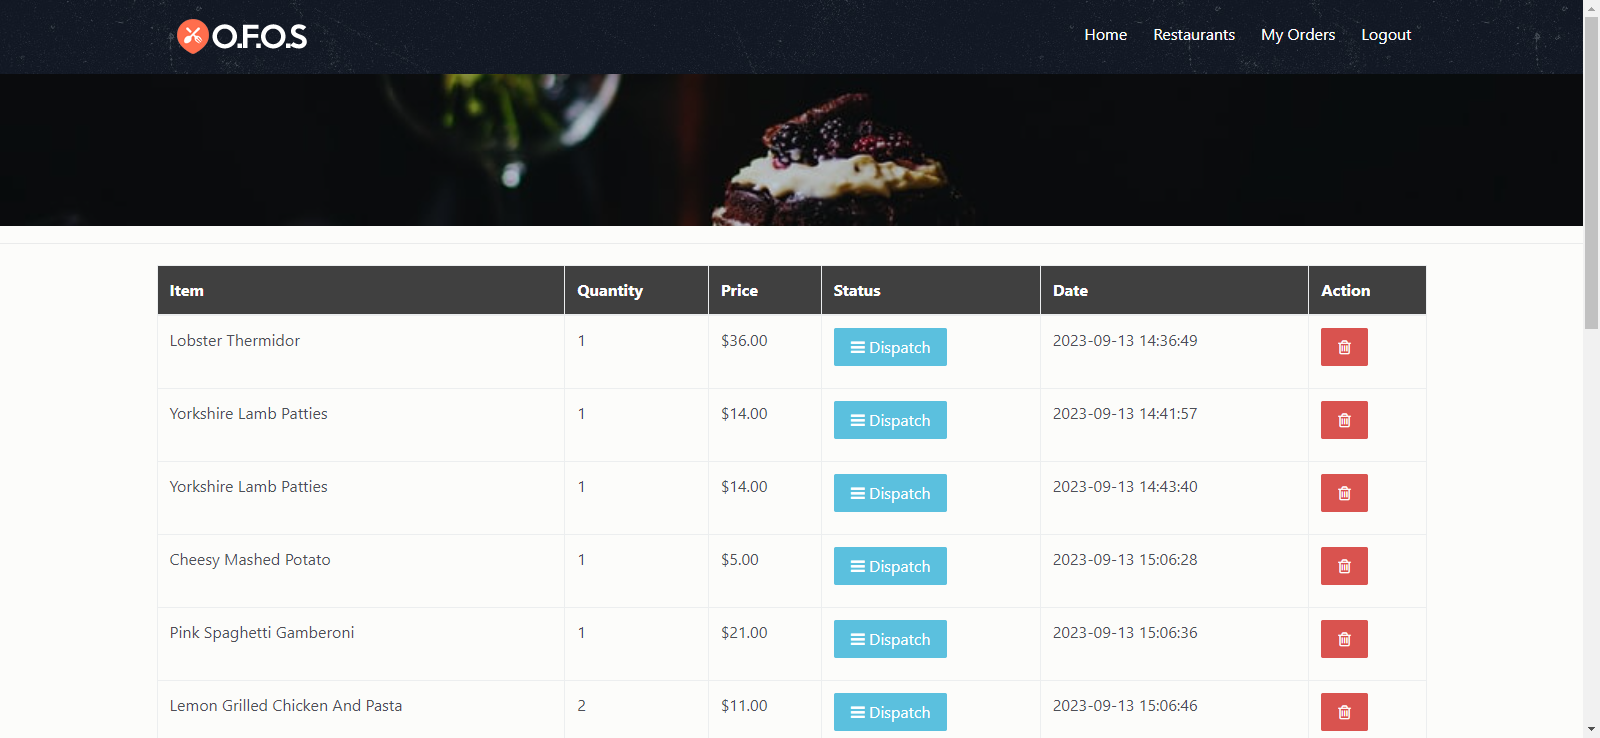 O.F.O.S
Home Restaurants My Orders Logout
Item Quantity Price Status Date Action
Lobster Thermidor 1 $36.00 Dispatch 2023-09-13 14:36:49
Yorkshire Lamb Patties 1 $14.00 Dispatch 2023-09-13 14:41:57
Yorkshire Lamb Patties 1 $14.00 Dispatch 2023-09-13 14:43:40
Cheesy Mashed Potato 1 $5.00 Dispatch 2023-09-13 15:06:28
Pink Spaghetti Gamberoni 1 $21.00 Dispatch 2023-09-13 15:06:36
Lemon Grilled Chicken And Pasta 2 $11.00 Dispatch 2023-09-13 15:06:46